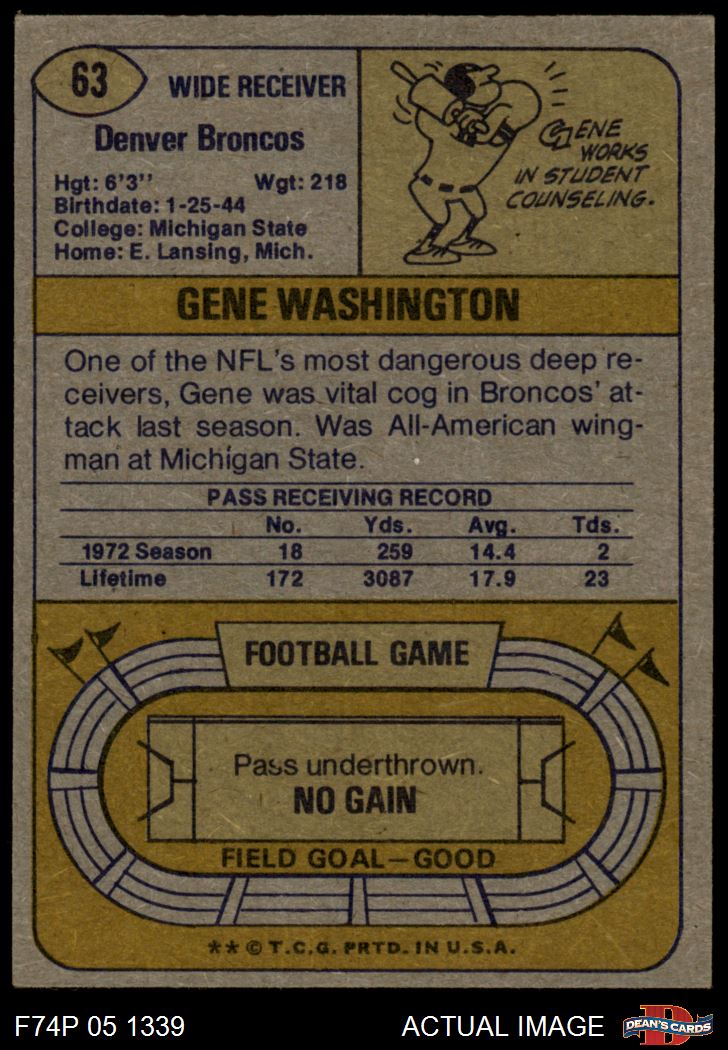 63
WIDE RECEIVER
Denver Broncos
Hgt: 6'3'' Wgt: 218
Birthdate: 1-25-44
College: Michigan State
Home: E. Lansing, Mich.
GENE
WORKS
IN STUDENT
COUNSELING.
GENE WASHINGTON
One of the NFL's most dangerous deep re-
ceivers, Gene was vital cog in Broncos' at-
tack last season. Was All-American wing-
man at Michigan State.
PASS RECEIVING RECORD
No. Yds. Avg. Tds.
1972 Season 18 259 14.4 2
Lifetime 172 3087 17.9 23
FOOTBALL GAME
Pass underthrown.
NO GAIN
FIELD GOAL—GOOD
** © T.C.G. PRTD. IN U.S.A.
F74P 05 1339 ACTUAL IMAGE
D
DEAN'S CARDS